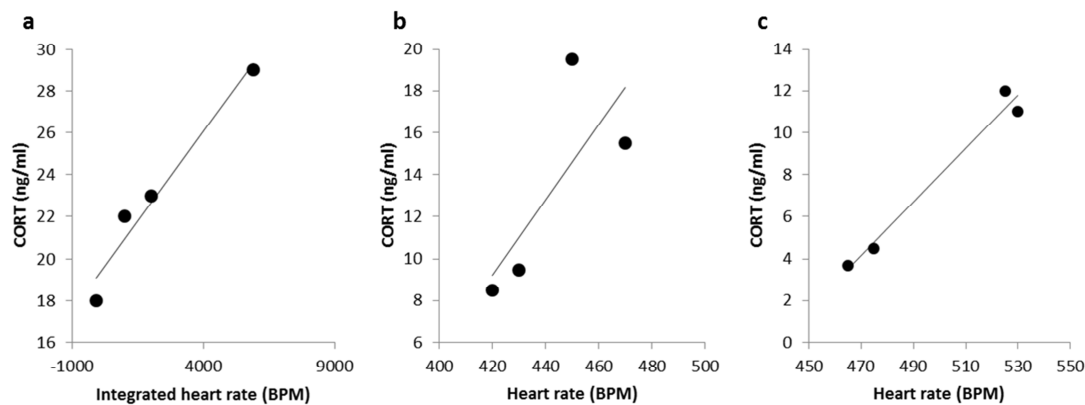 a
30
28
26
24
22
20
18
16
CORT (ng/ml)
-1000 4000 9000
Integrated heart rate (BPM)
b
20
18
16
14
12
10
8
6
CORT (ng/ml)
400 420 440 460 480 500
Heart rate (BPM)
c
14
12
10
8
6
4
2
0
CORT (ng/ml)
450 470 490 510 530 550
Heart rate (BPM)